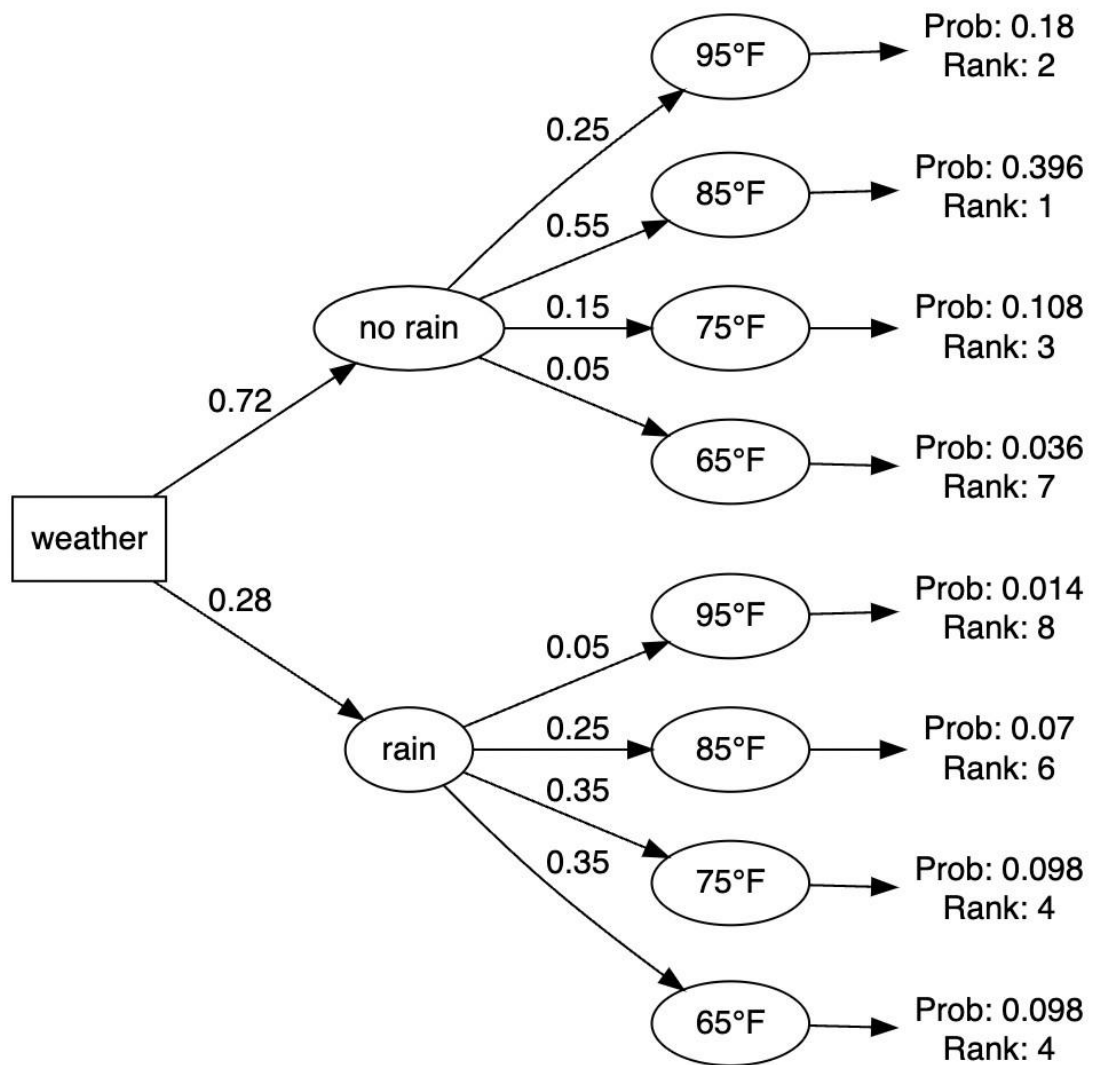 95°F
Prob: 0.18
Rank: 2
0.25
85°F
Prob: 0.396
Rank: 1
0.55
no rain
0.15
75°F
Prob: 0.108
Rank: 3
0.05
0.72
65°F
Prob: 0.036
Rank: 7
weather
0.28
95°F
Prob: 0.014
Rank: 8
0.05
rain
0.25
85°F
Prob: 0.07
Rank: 6
0.35
75°F
Prob: 0.098
Rank: 4
0.35
65°F
Prob: 0.098
Rank: 4